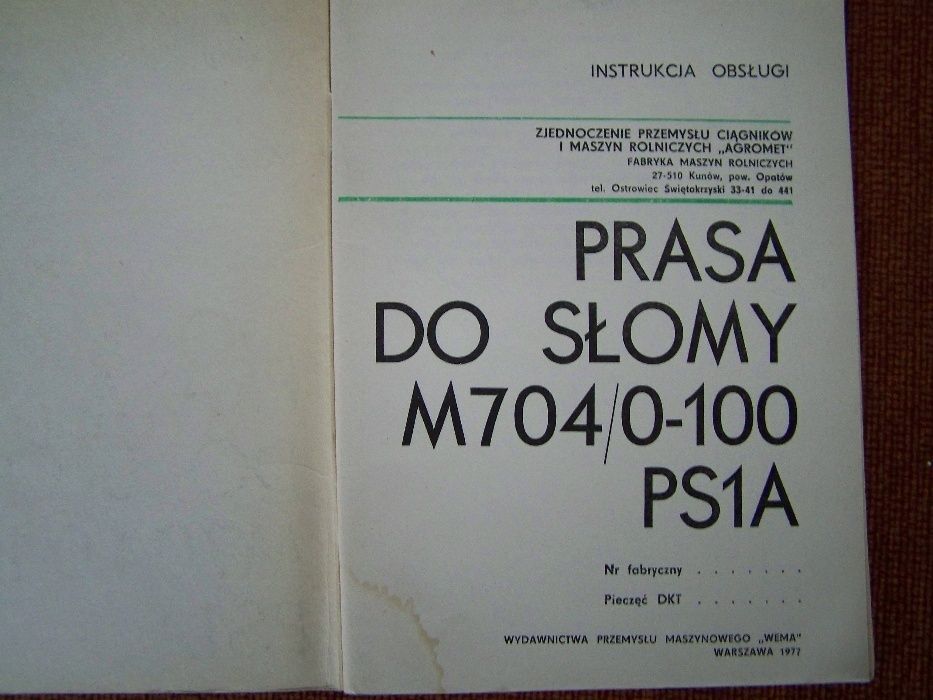 INSTRUKCJA OBSŁUGI
ZJEDNOCZENIE PRZEMYSŁU CIĄGNIKÓW
I MASZYN ROLNICZYCH „AGROMET"
FABRYKA MASZYN ROLNICZYCH
27-510 Kunów, pow. Opatów
tel. Ostrowiec Świętokrzyski 33-41 do 441
PRASA
DO SŁOMY
M704/0-100
PS1A
Nr fabryczny . . . . . . .
Pieczęć DKT . . . . . . .
WYDAWNICTWA PRZEMYSŁU MASZYNOWEGO „WEMA"
WARSZAWA 1977